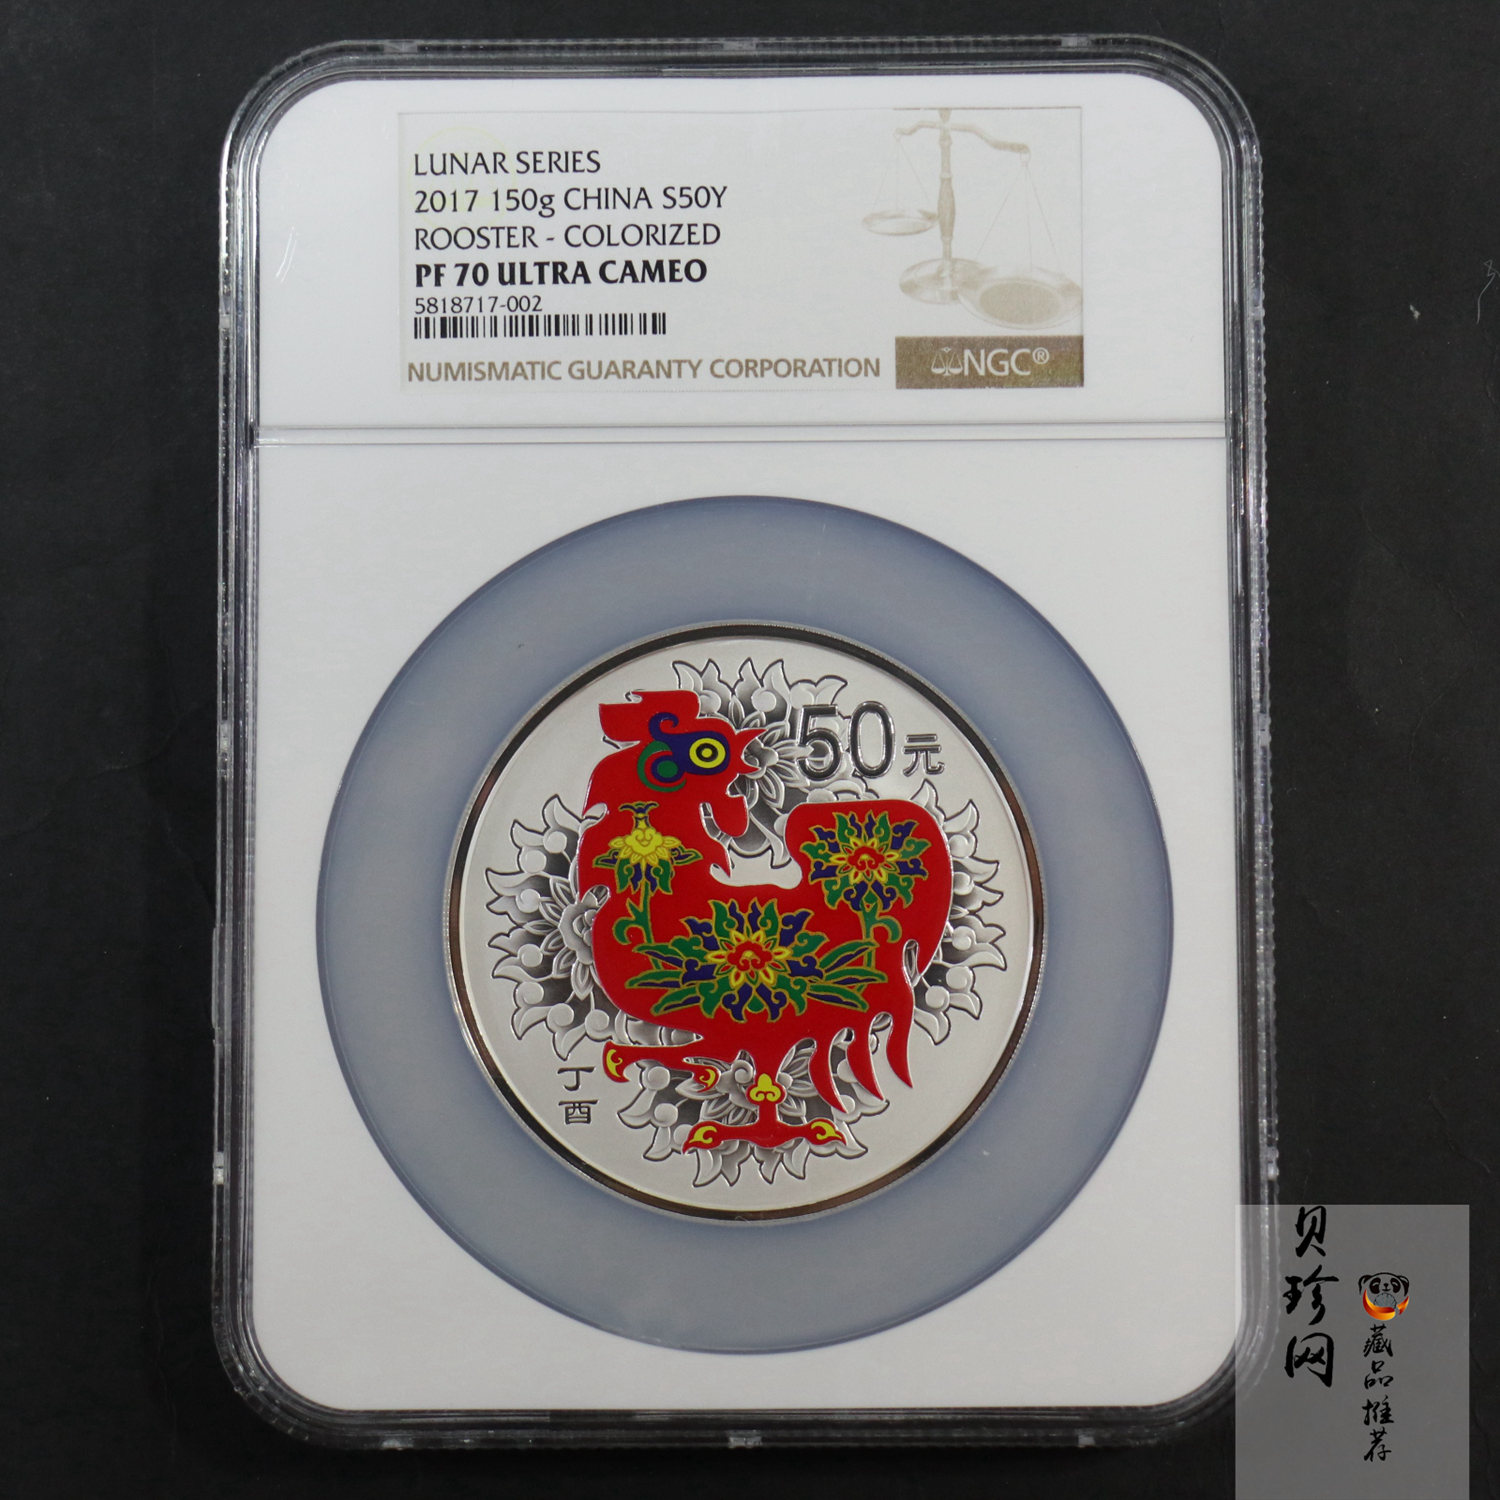 LUNAR SERIES
2017 150g CHINA S50Y
ROOSTER - COLORIZED
PF 70 ULTRA CAMEO
5818717-002
NUMISMATIC GUARANTY CORPORATION
NGC®
50元
丁酉
贝珍网
藏品推荐